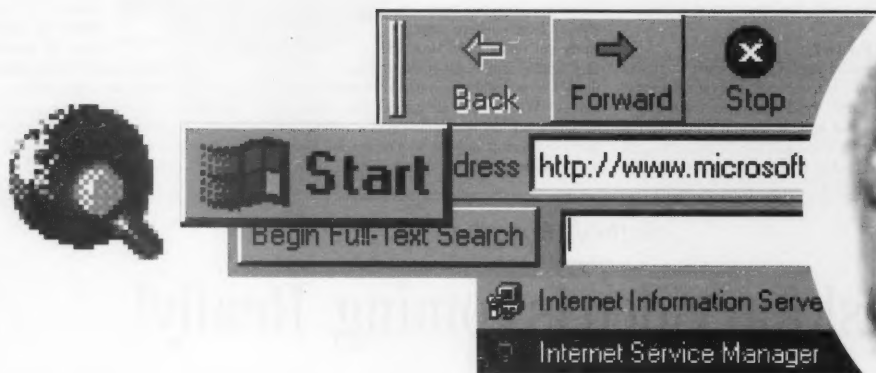 Back Forward Stop
Start
dress http://www.microsoft
Begin Full-Text Search
Internet Information Serve
Internet Service Manager